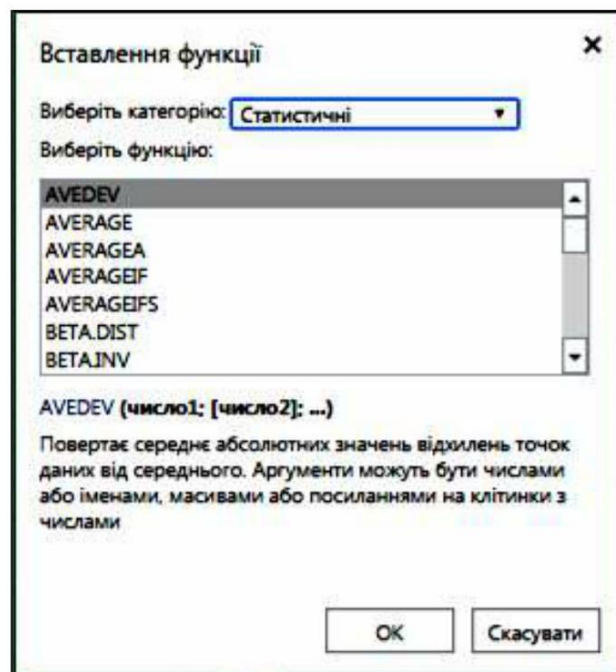 Вставлення функції
Виберіть категорію: Статистичні
Виберіть функцію:
AVEDEV
AVERAGE
AVERAGEA
AVERAGEIF
AVERAGEIFS
BETA.DIST
BETA.INV
AVEDEV (число1; [число2]; ...)
Повертає середнє абсолютних значень відхилень точок
даних від середнього. Аргументи можуть бути числами
або іменами, масивами або посиланнями на клітинки з
числами
ОК
Скасувати